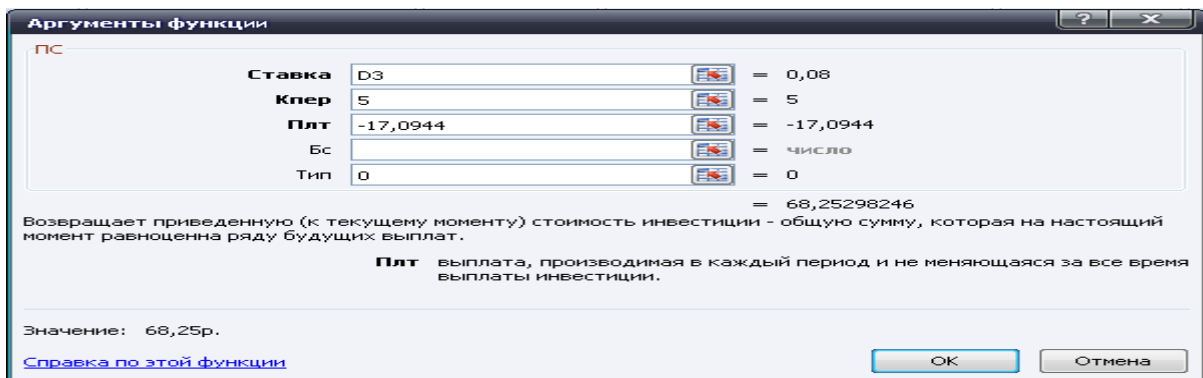 Аргументы функции
ПС
Ставка D3 = 0,08
Кпер 5 = 5
Плт -17,0944 = -17,0944
Бс = число
Тип 0 = 0
= 68,25298246
Возвращает приведенную (к текущему моменту) стоимость инвестиции - общую сумму, которая на настоящий
момент равноценна ряду будущих выплат.
Плт выплата, производимая в каждый период и не меняющаяся за все время
выплаты инвестиции.
Значение: 68,25р.
Справка по этой функции ОК Отмена